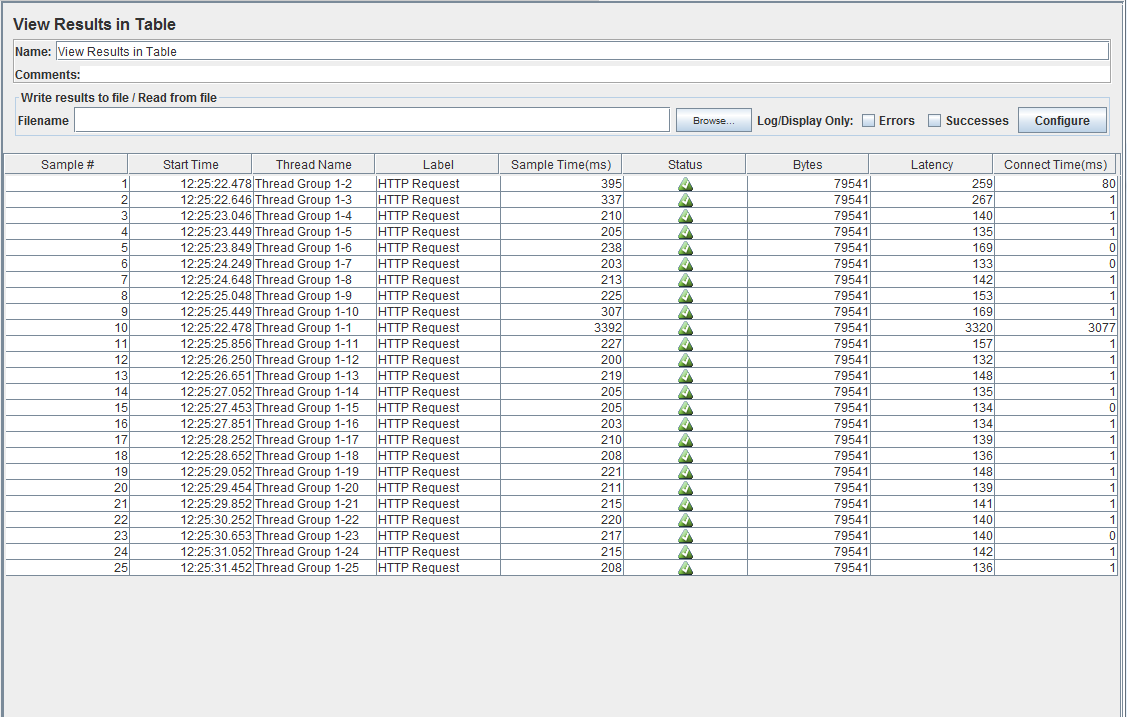 View Results in Table
Name: View Results in Table
Comments:
Write results to file / Read from file
Filename Browse... Log/Display Only: Errors Successes Configure
Sample # Start Time Thread Name Label Sample Time(ms) Status Bytes Latency Connect Time(ms)
1 12:25:22.478 Thread Group 1-2 HTTP Request 395 79541 259 80
2 12:25:22.646 Thread Group 1-3 HTTP Request 337 79541 267 1
3 12:25:23.046 Thread Group 1-4 HTTP Request 210 79541 140 1
4 12:25:23.449 Thread Group 1-5 HTTP Request 205 79541 135 1
5 12:25:23.849 Thread Group 1-6 HTTP Request 238 79541 169 0
6 12:25:24.249 Thread Group 1-7 HTTP Request 203 79541 133 0
7 12:25:24.648 Thread Group 1-8 HTTP Request 213 79541 142 1
8 12:25:25.048 Thread Group 1-9 HTTP Request 225 79541 153 1
9 12:25:25.449 Thread Group 1-10 HTTP Request 307 79541 169 1
10 12:25:22.478 Thread Group 1-1 HTTP Request 3392 79541 3320 3077
11 12:25:25.856 Thread Group 1-11 HTTP Request 227 79541 157 1
12 12:25:26.250 Thread Group 1-12 HTTP Request 200 79541 132 1
13 12:25:26.651 Thread Group 1-13 HTTP Request 219 79541 148 1
14 12:25:27.052 Thread Group 1-14 HTTP Request 205 79541 135 1
15 12:25:27.453 Thread Group 1-15 HTTP Request 205 79541 134 0
16 12:25:27.851 Thread Group 1-16 HTTP Request 203 79541 134 1
17 12:25:28.252 Thread Group 1-17 HTTP Request 210 79541 139 1
18 12:25:28.652 Thread Group 1-18 HTTP Request 208 79541 136 1
19 12:25:29.052 Thread Group 1-19 HTTP Request 221 79541 148 1
20 12:25:29.454 Thread Group 1-20 HTTP Request 211 79541 139 1
21 12:25:29.852 Thread Group 1-21 HTTP Request 215 79541 141 1
22 12:25:30.252 Thread Group 1-22 HTTP Request 220 79541 140 1
23 12:25:30.653 Thread Group 1-23 HTTP Request 217 79541 140 0
24 12:25:31.052 Thread Group 1-24 HTTP Request 215 79541 142 1
25 12:25:31.452 Thread Group 1-25 HTTP Request 208 79541 136 1